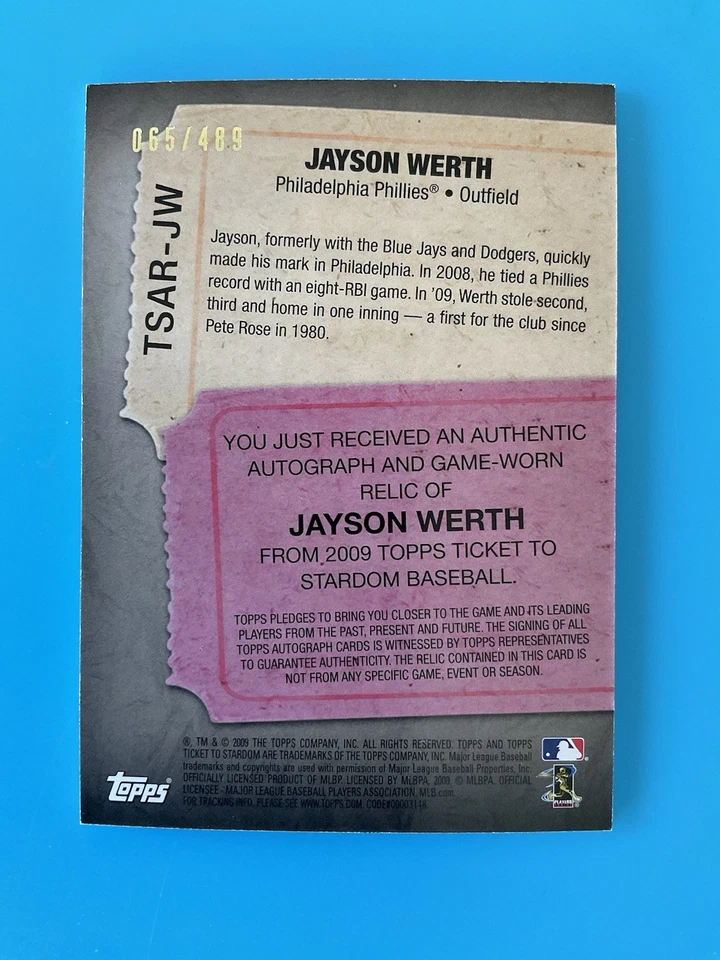 065/489
TSAR-JW
JAYSON WERTH
Philadelphia Phillies® • Outfield
Jayson, formerly with the Blue Jays and Dodgers, quickly
made his mark in Philadelphia. In 2008, he tied a Phillies
record with an eight-RBI game. In '09, Werth stole second,
third and home in one inning — a first for the club since
Pete Rose in 1980.
YOU JUST RECEIVED AN AUTHENTIC
AUTOGRAPH AND GAME-WORN
RELIC OF
JAYSON WERTH
FROM 2009 TOPPS TICKET TO
STARDOM BASEBALL.
TOPPS PLEDGES TO BRING YOU CLOSER TO THE GAME AND ITS LEADING
PLAYERS FROM THE PAST, PRESENT AND FUTURE. THE SIGNING OF ALL
TOPPS AUTOGRAPH CARDS IS WITNESSED BY TOPPS REPRESENTATIVES
TO GUARANTEE AUTHENTICITY. THE RELIC CONTAINED IN THIS CARD IS
NOT FROM ANY SPECIFIC GAME, EVENT OR SEASON.
®, TM & © 2009 THE TOPPS COMPANY, INC. ALL RIGHTS RESERVED. TOPPS AND TOPPS
TICKET TO STARDOM ARE TRADEMARKS OF THE TOPPS COMPANY, INC. Major League Baseball
trademarks and copyrights are used with permission of Major League Baseball Properties, Inc.
OFFICIALLY LICENSED PRODUCT OF MLBP. LICENSED BY MLBPA, 2009 © MLBPA. OFFICIAL
LICENSEE - MAJOR LEAGUE BASEBALL PLAYERS ASSOCIATION. MLB.com
FOR TRACKING INFO. PLEASE SEE WWW.TOPPS.COM
topps®